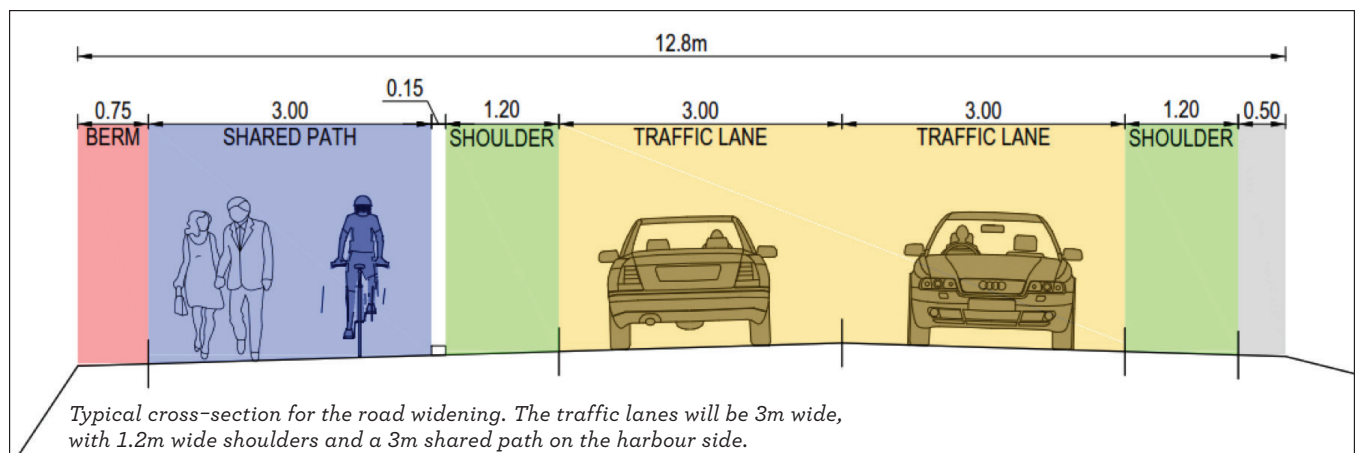 12.8m
0.15
0.75 3.00 1.20 3.00 3.00 1.20 0.50
BERM SHARED PATH SHOULDER TRAFFIC LANE TRAFFIC LANE SHOULDER
Typical cross-section for the road widening. The traffic lanes will be 3m wide,
with 1.2m wide shoulders and a 3m shared path on the harbour side.